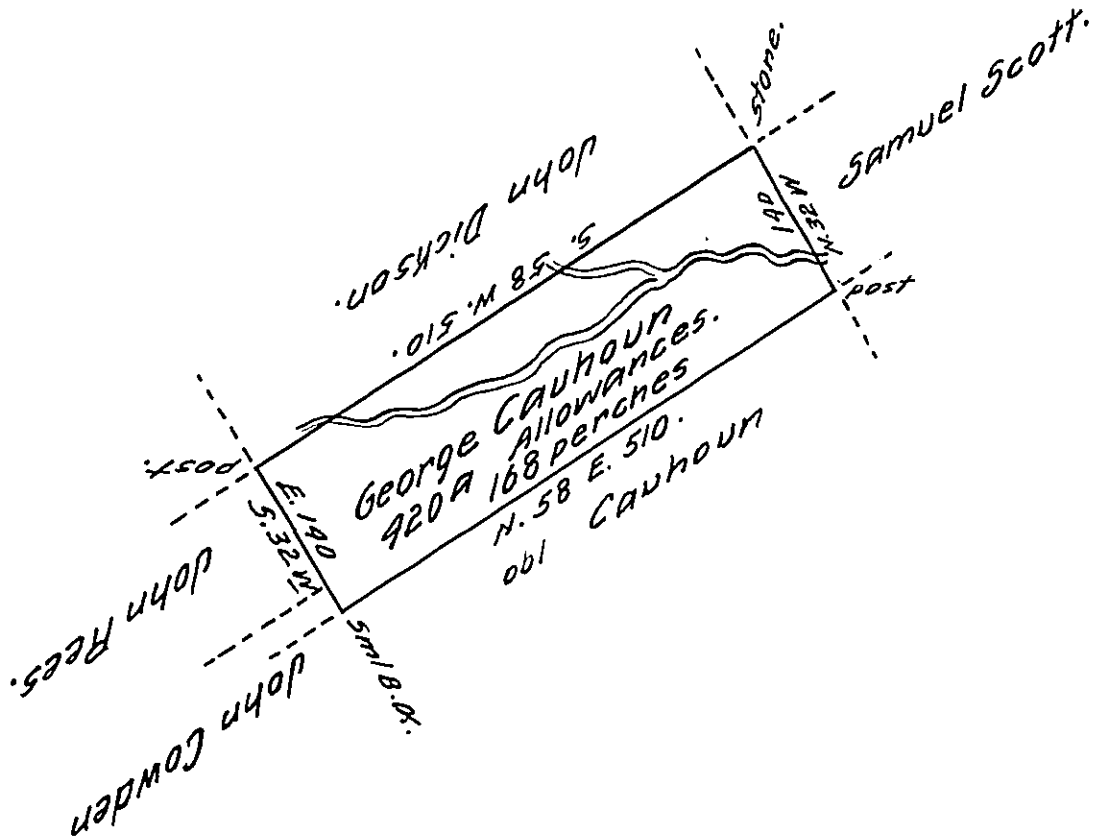 Stone.
Samuel Scott.
John Dickson.
N. 32 W
140
S. 58 W. 510.
post
George Cauhoun
Allowances.
420 a 168 perches
N. 58 E. 510.
Cauhoun
post.
E. 140
S. 32
John Rees.
Sml B.O.
John Cowden